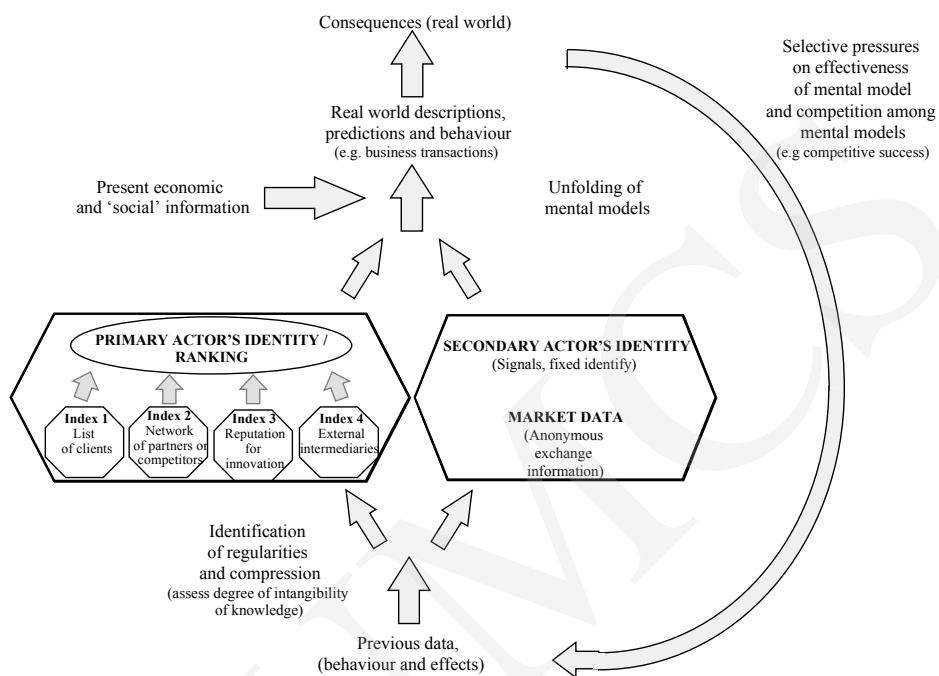 Consequences (real world)
Selective pressures
on effectiveness
of mental model
and competition among
mental models
(e.g competitive success)
Real world descriptions,
predictions and behaviour
(e.g. business transactions)
Present economic
and ‘social’ information
Unfolding of
mental models
PRIMARY ACTOR’S IDENTITY /
RANKING
Index 1
List
of clients
Index 2
Network
of partners or
competitors
Index 3
Reputation
for
innovation
Index 4
External
intermediaries
SECONDARY ACTOR’S IDENTITY
(Signals, fixed identify)
MARKET DATA
(Anonymous
exchange
information)
Identification
of regularities
and compression
(assess degree of intangibility
of knowledge)
Previous data,
(behaviour and effects)
UMCS